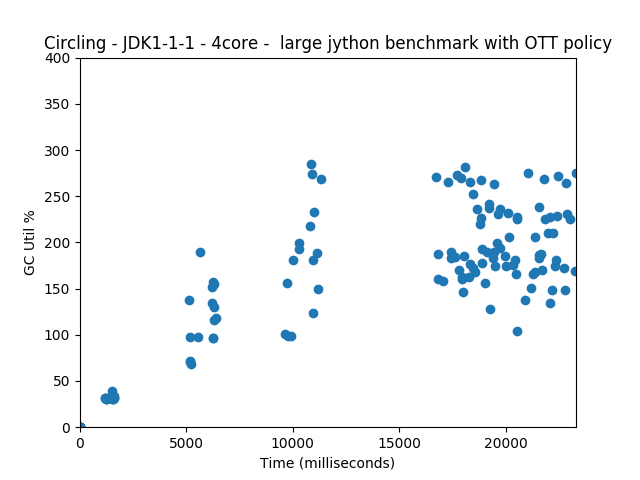 Circling - JDK1-1-1 - 4core -  large jython benchmark with OTT policy
400
350
300
250
200
150
100
50
0
GC Util %
0 5000 10000 15000 20000
Time (milliseconds)